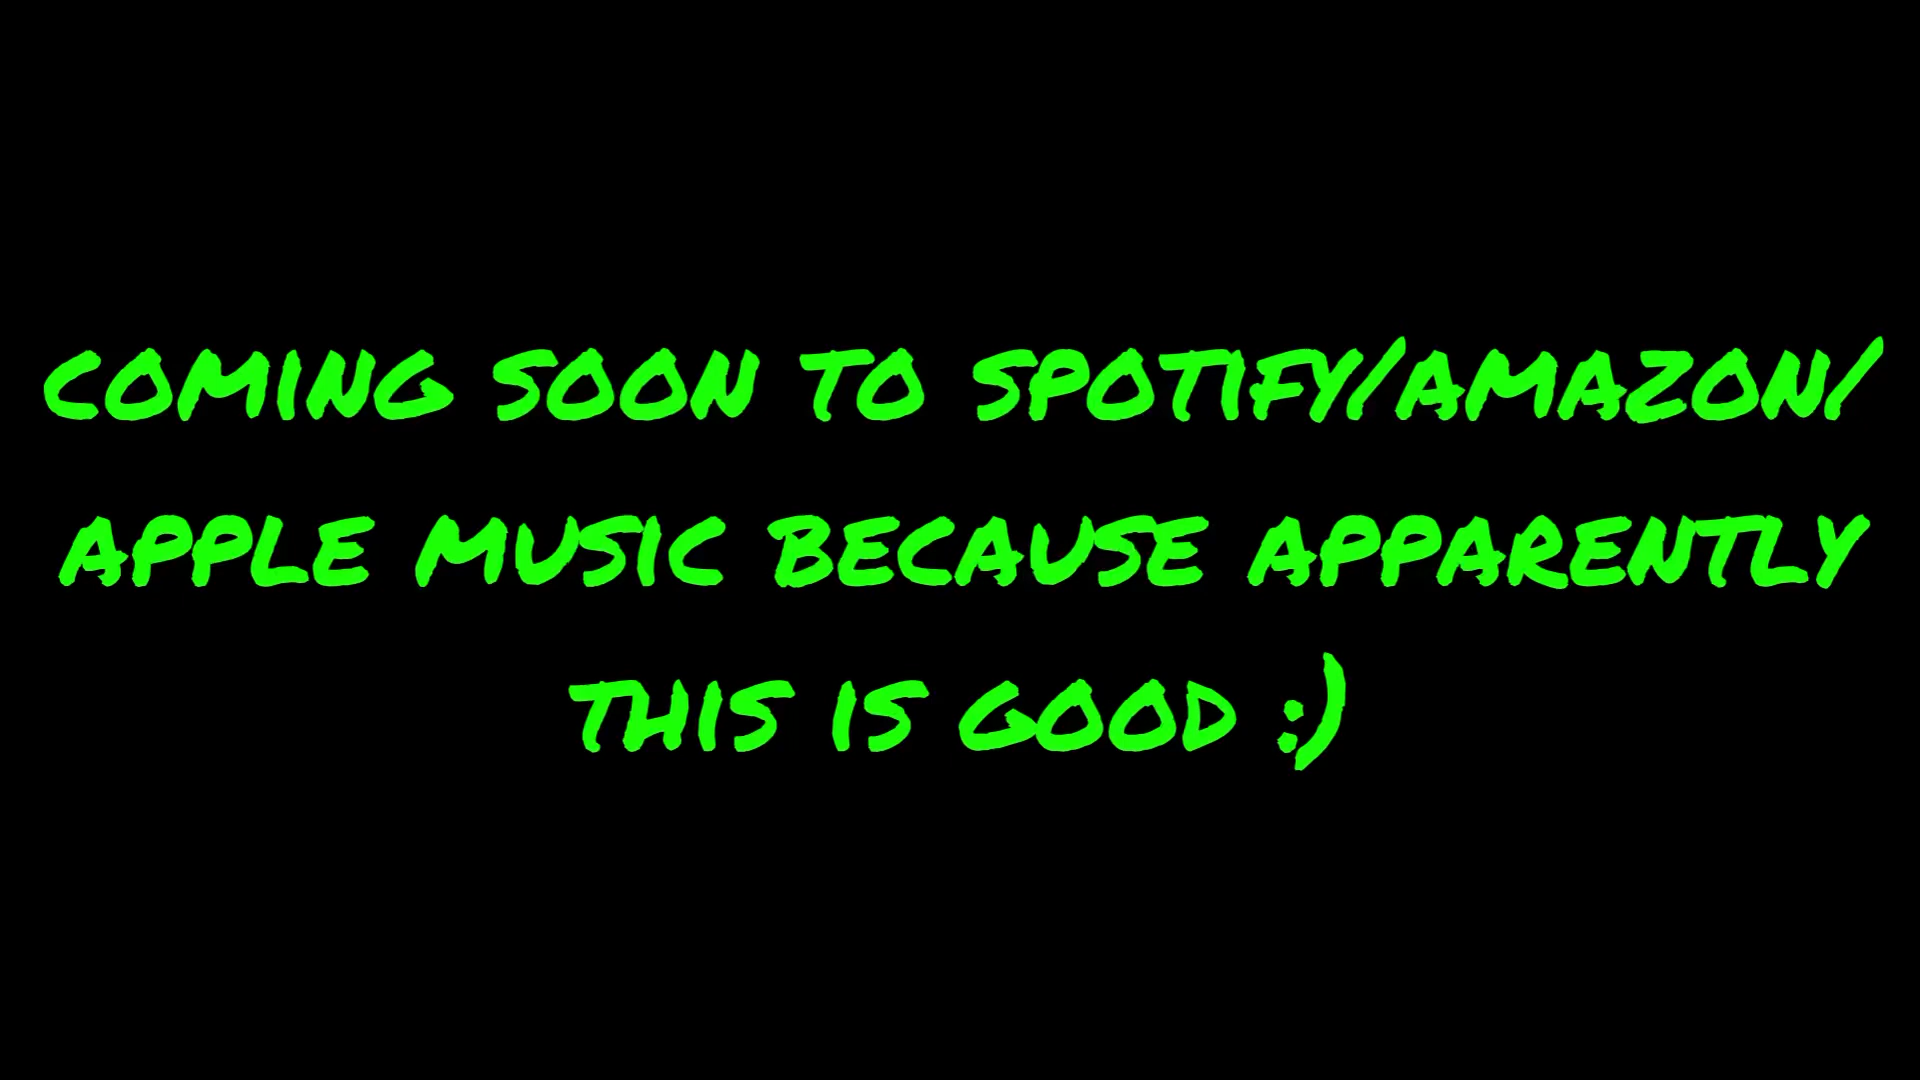 COMING SOON TO SPOTIFY/AMAZON/
APPLE MUSIC BECAUSE APPARENTLY
THIS IS GOOD :)